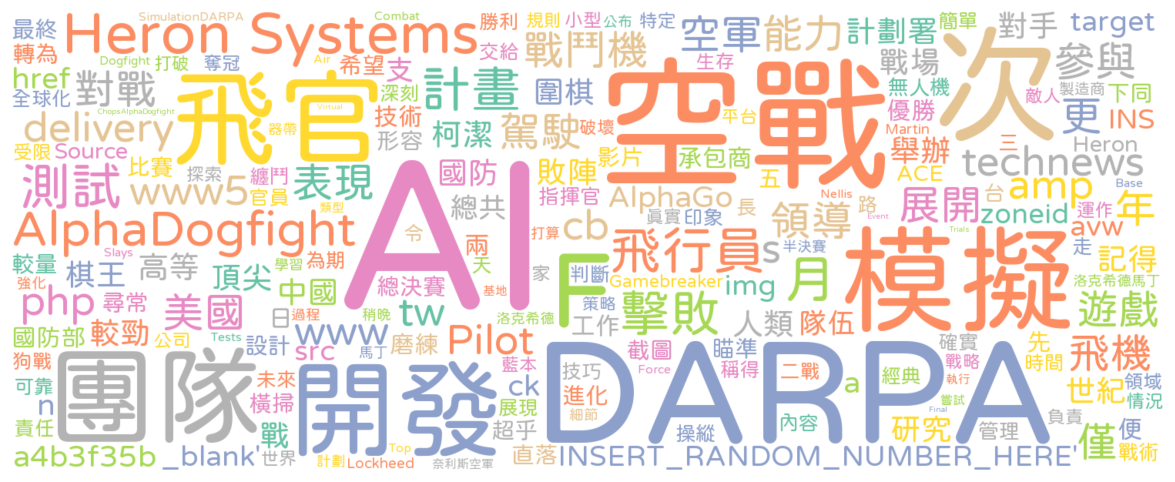 最終
SimulationDARPA
Combat
勝利
規則
小型
公布
特定
空軍
能力
計劃署
簡單
對手
target
轉為
Heron Systems
交給
戰鬥機
次
參與
Dogfight
打破
奪冠
Air
希望
支
戰場
生存
無人機
敵人
製造商
下同
href
對戰
飛官
計畫
圍棋
空戰
全球化
ChopsAlphaDogfight
Virtual
深刻
技術
破壞
平台
優勝
更
INS
delivery
器帶
形容
柯潔
駕駛
Martin
三
Heron
受限
Source
比賽
纏鬥
國防
敗陣
影片
承包商
舉辦
technews
測試
探索
www5
官員
表現
AI
指揮官
AlphaGo
五
領導
ACE
台
amp
年
類型
總共
cb
真實
印象
長
Nellis
路
展開
zoneid
運作
Base
AlphaDogfight
令
兩
打算
飛行員
s
半決賽
Event
Trials
avw
走
記得
較量
Slays
棋王
高等
頂尖
學習
為期
總決賽
天
家
判斷
F
Gamebreaker
模擬
洛克希德馬丁
強化
php
尋常
美國
中國
基地
洛克希德
策略
擊敗
img
月
遊戲
日
過程
稍晚
tw
工作
人類
隊伍
國防部
較勁
公司
Tests
設計
www
馬丁
磨練
Pilot
截圖
瞄準
戰略
確實
先
時間
飛機
狗戰
團隊
src
開發
藍本
Force
稱得
DARPA
二戰
a
經典
執行
可靠
未來
ck
技巧
世紀
領域
n
橫掃
展現
進化
嘗試
情況
責任
戰
超乎
細節
內容
Final
研究
負責
僅
便
a4b3f35b
_blank'
世界
Top
計劃
Lockheed
奈利斯空軍
直落
操縱
INSERT_RANDOM_NUMBER_HERE'
管理
戰術